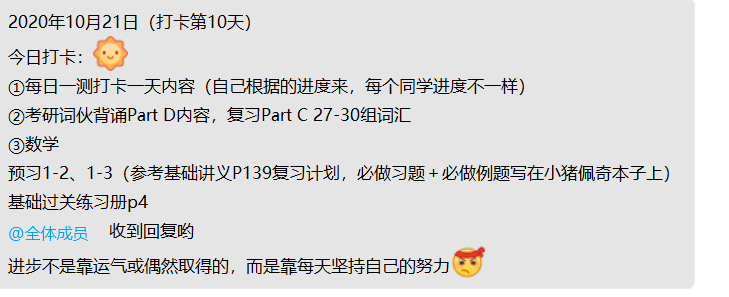 2020年10月21日（打卡第10天）
今日打卡：
①每日一测打卡一天内容（自己根据的进度来，每个同学进度不一样）
②考研词伙背诵Part D内容，复习Part C 27-30组词汇
③数学
预习1-2、1-3（参考基础讲义P139复习计划，必做习题＋必做例题写在小猪佩奇本子上）
基础过关练习册p4
@全体成员 收到回复哟
进步不是靠运气或偶然取得的，而是靠每天坚持自己的努力